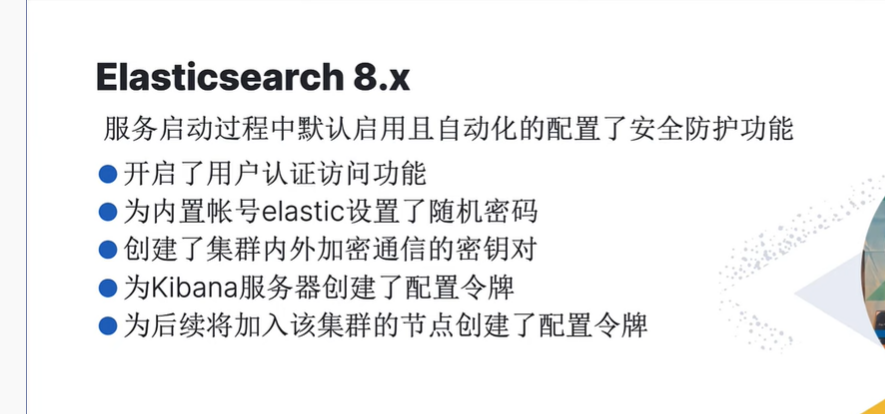 Elasticsearch 8.x
服务启动过程中默认启用且自动化的配置了安全防护功能
●开启了用户认证访问功能
●为内置帐号elastic设置了随机密码
●创建了集群内外加密通信的密钥对
●为Kibana服务器创建了配置令牌
●为后续将加入该集群的节点创建了配置令牌